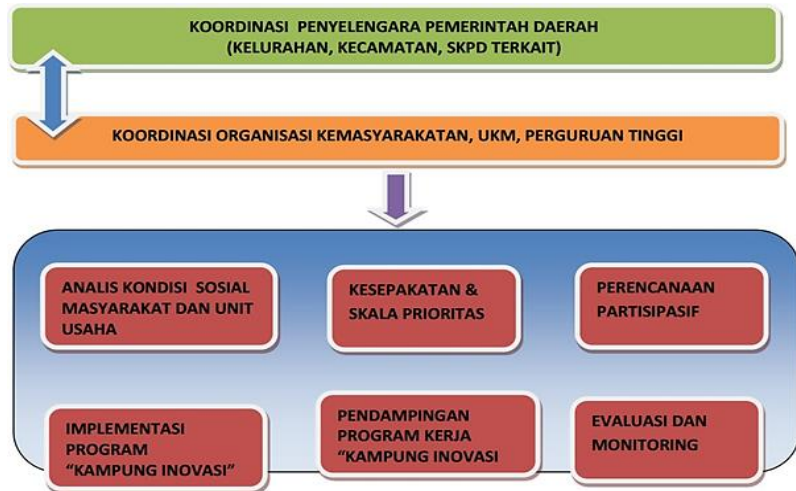 KOORDINASI PENYELENGARA PEMERINTAH DAERAH
(KELURAHAN, KECAMATAN, SKPD TERKAIT)
KOORDINASI ORGANISASI KEMASYARAKATAN, UKM, PERGURUAN TINGGI
ANALIS KONDISI SOSIAL
MASYARAKAT DAN UNIT
USAHA
KESEPAKATAN &
SKALA PRIORITAS
PERENCANAAN
PARTISIPASIF
IMPLEMENTASI
PROGRAM
“KAMPUNG INOVASI”
PENDAMPINGAN
PROGRAM KERJA
“KAMPUNG INOVASI
EVALUASI DAN
MONITORING